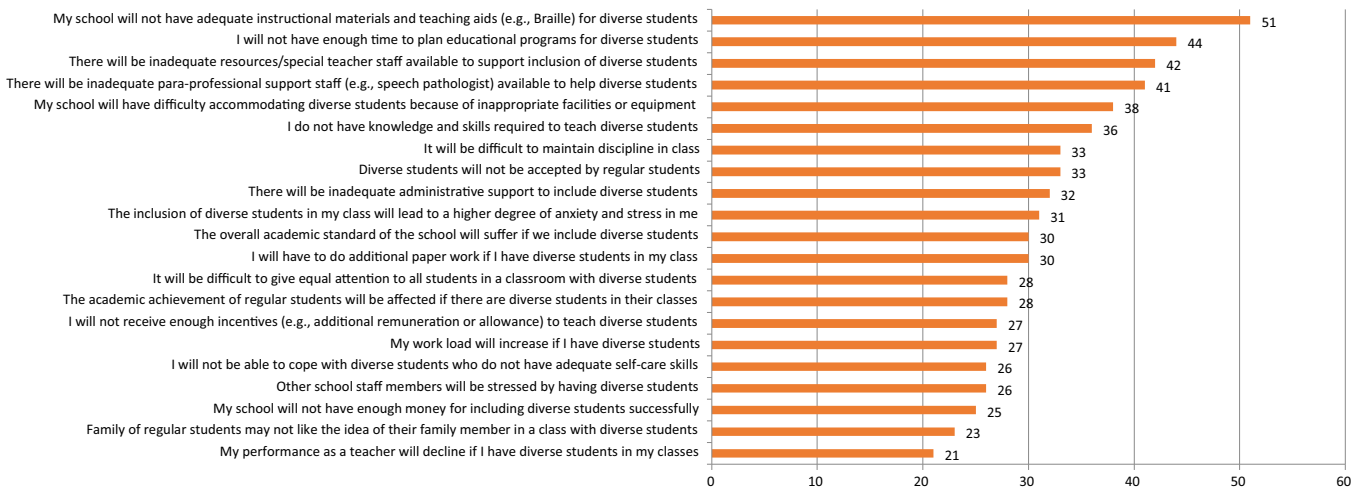 My school will not have adequate instructional materials and teaching aids (e.g., Braille) for diverse students 51
I will not have enough time to plan educational programs for diverse students 44
There will be inadequate resources/special teacher staff available to support inclusion of diverse students 42
There will be inadequate para-professional support staff (e.g., speech pathologist) available to help diverse students 41
My school will have difficulty accommodating diverse students because of inappropriate facilities or equipment 38
I do not have knowledge and skills required to teach diverse students 36
It will be difficult to maintain discipline in class 33
Diverse students will not be accepted by regular students 33
There will be inadequate administrative support to include diverse students 32
The inclusion of diverse students in my class will lead to a higher degree of anxiety and stress in me 31
The overall academic standard of the school will suffer if we include diverse students 30
I will have to do additional paper work if I have diverse students in my class 30
It will be difficult to give equal attention to all students in a classroom with diverse students 28
The academic achievement of regular students will be affected if there are diverse students in their classes 28
I will not receive enough incentives (e.g., additional remuneration or allowance) to teach diverse students 27
My work load will increase if I have diverse students 27
I will not be able to cope with diverse students who do not have adequate self-care skills 26
Other school staff members will be stressed by having diverse students 26
My school will not have enough money for including diverse students successfully 25
Family of regular students may not like the idea of their family member in a class with diverse students 23
My performance as a teacher will decline if I have diverse students in my classes 21
0 10 20 30 40 50 60